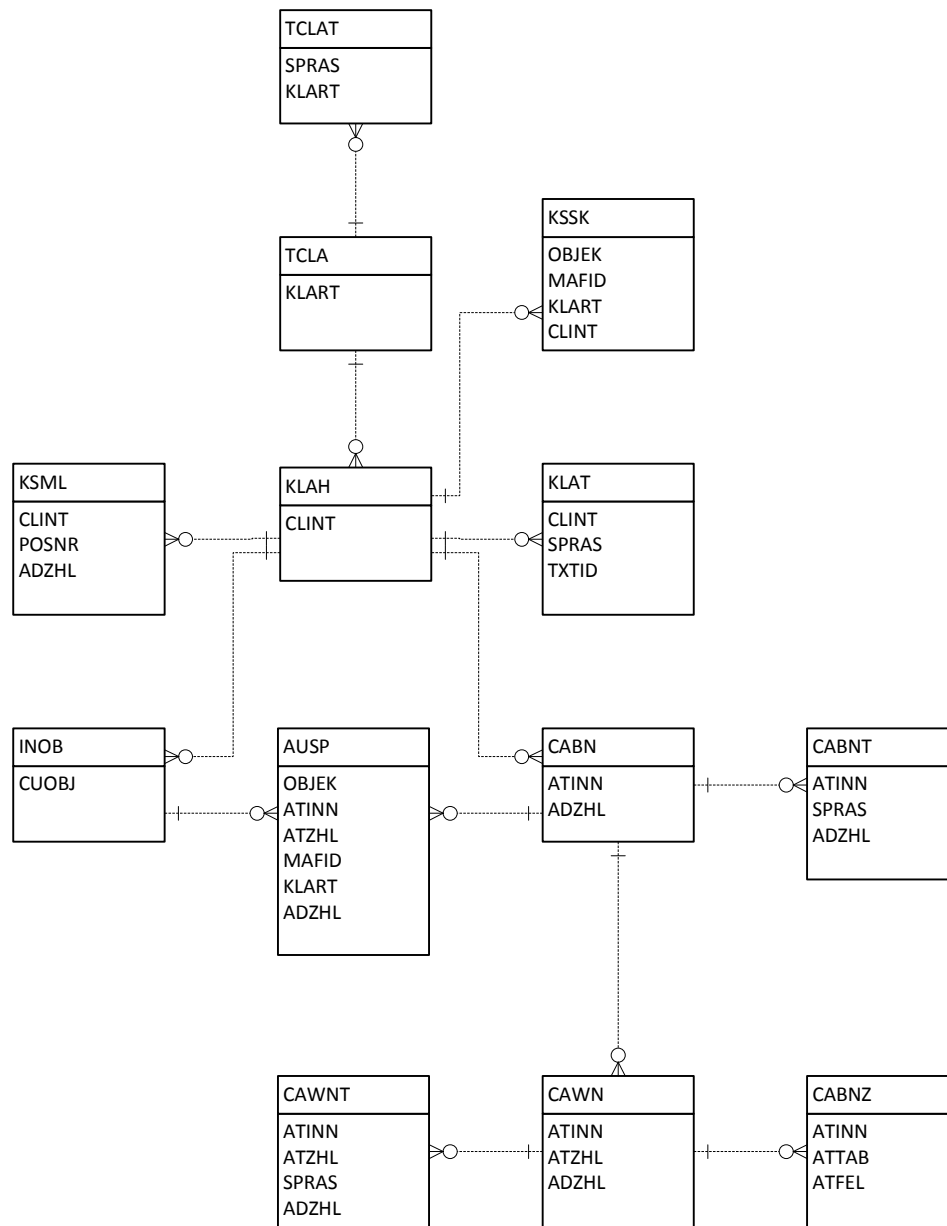 TCLAT
SPRAS
KLART
KSSK
OBJEK
MAFID
KLART
CLINT
TCLA
KLART
KSML
CLINT
POSNR
ADZHL
KLAH
CLINT
KLAT
CLINT
SPRAS
TXTID
INOB
CUOBJ
AUSP
OBJEK
ATINN
ATZHL
MAFID
KLART
ADZHL
CABN
ATINN
ADZHL
CABNT
ATINN
SPRAS
ADZHL
CAWNT
ATINN
ATZHL
SPRAS
ADZHL
CAWN
ATINN
ATZHL
ADZHL
CABNZ
ATINN
ATTAB
ATFEL